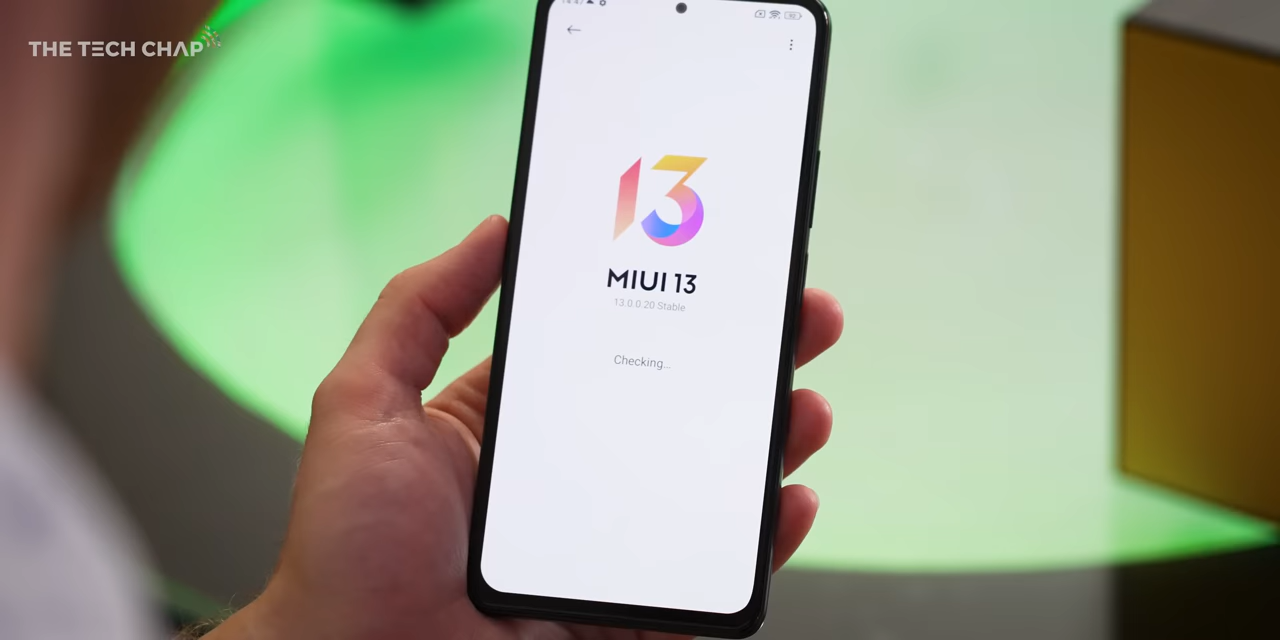 THE TECH CHAP
13
MIUI 13
13.0.0.20 Stable
Checking...